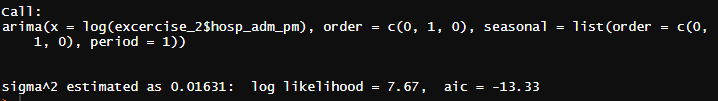 Call:
arima(x = log(excercise_2$hosp_adm_pm), order = c(0, 1, 0), seasonal = list(order = c(0,
1, 0), period = 1))
sigma^2 estimated as 0.01631:  log likelihood = 7.67,  aic = -13.33